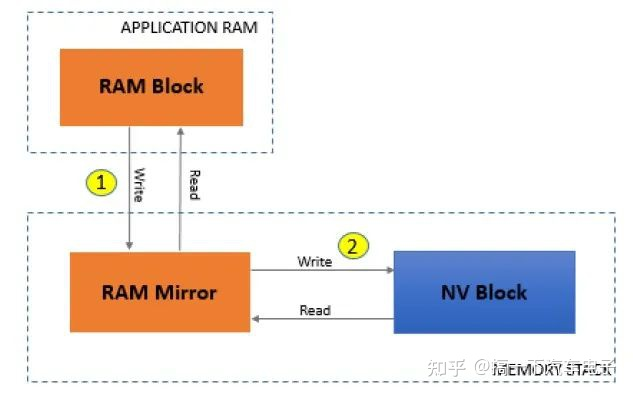 APPLICATION RAM
RAM Block
1
Write
Read
RAM Mirror
Write
2
Read
NV Block
MEMORY STACK
知乎